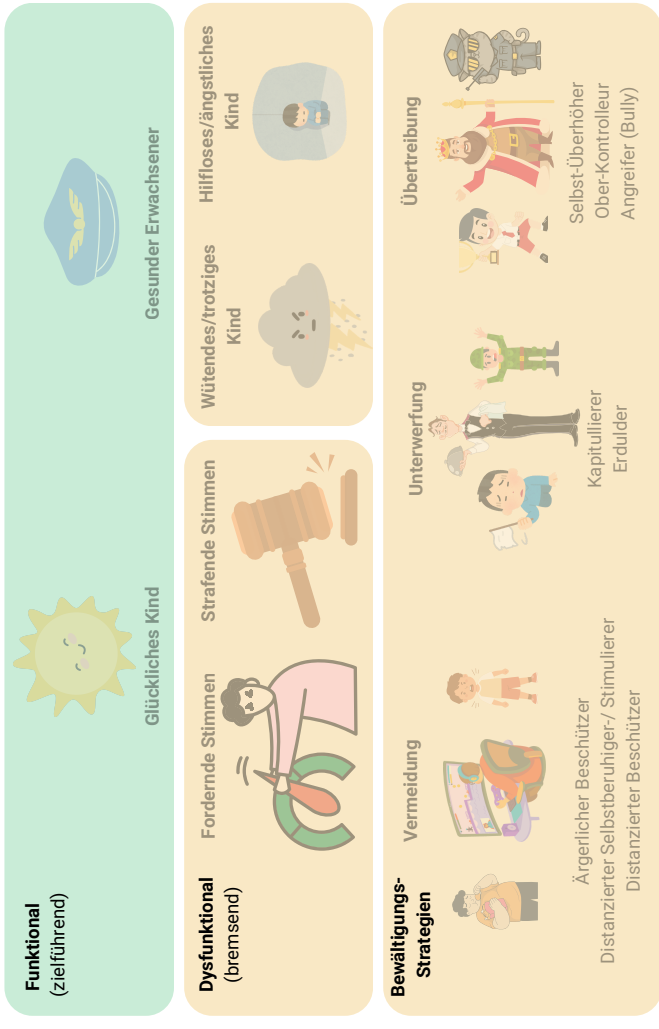 Funktional
(zielführend)
Glückliches Kind
Gesunder Erwachsener
Dysfunktional
(bremsend)
Fordernde Stimmen
Strafende Stimmen
Wütendes/trotziges
Kind
Hilfloses/ängstliches
Kind
Bewältigungs-
Strategien
Vermeidung
Ärgerlicher Beschützer
Distanzierter Selbstberuhiger-/ Stimulierer
Distanzierter Beschützer
Unterwerfung
Kapitullierer
Erdulder
Übertreibung
Selbst-Überhöher
Ober-Kontrolleur
Angreifer (Bully)